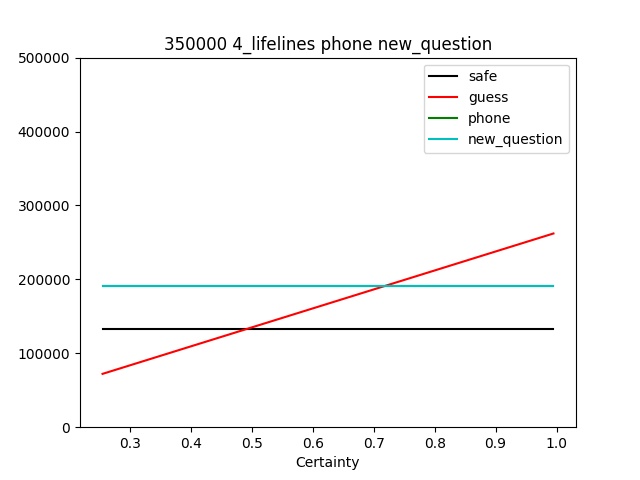 350000 4_lifelines phone new_question
500000
400000
300000
200000
100000
0
safe
guess
phone
new_question
0.3 0.4 0.5 0.6 0.7 0.8 0.9 1.0
Certainty